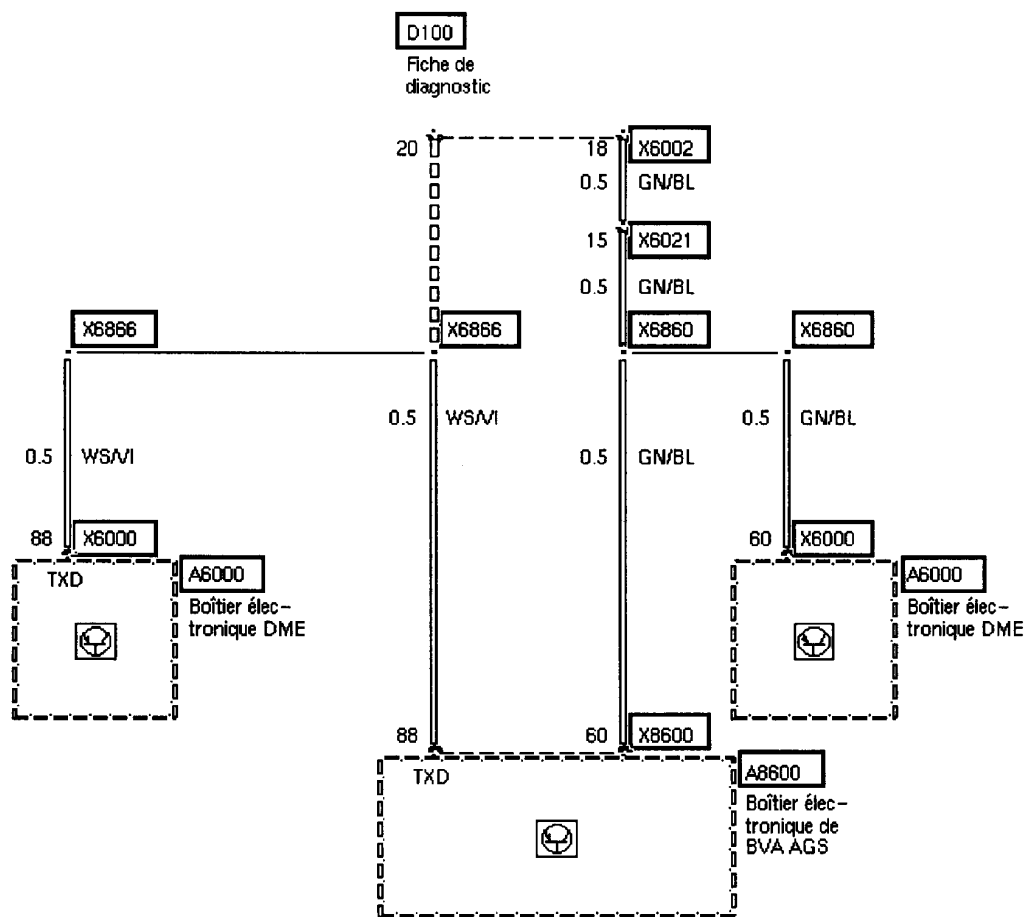 D100
Fiche de
diagnostic
20
18 X6002
0.5 GN/BL
15 X6021
0.5 GN/BL
X6866
X6866
X6860
X6860
0.5 WS/VI
0.5 GN/BL
0.5 WS/VI
0.5 GN/BL
88 X6000
60 X6000
TXD
A6000
Boîtier élec-
tronique DME
A6000
Boîtier élec-
tronique DME
88
60 X8600
TXD
A8600
Boîtier élec-
tronique de
BVA AGS